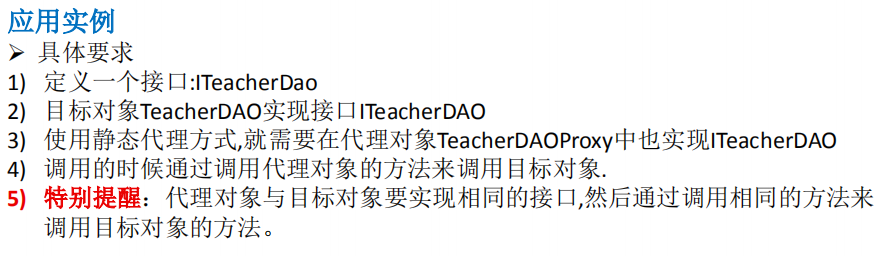 应用实例
➢ 具体要求
1) 定义一个接口:ITeacherDao
2) 目标对象TeacherDAO实现接口ITeacherDAO
3) 使用静态代理方式,就需要在代理对象TeacherDAOProxy中也实现ITeacherDAO
4) 调用的时候通过调用代理对象的方法来调用目标对象.
5) 特别提醒：代理对象与目标对象要实现相同的接口,然后通过调用相同的方法来
调用目标对象的方法。